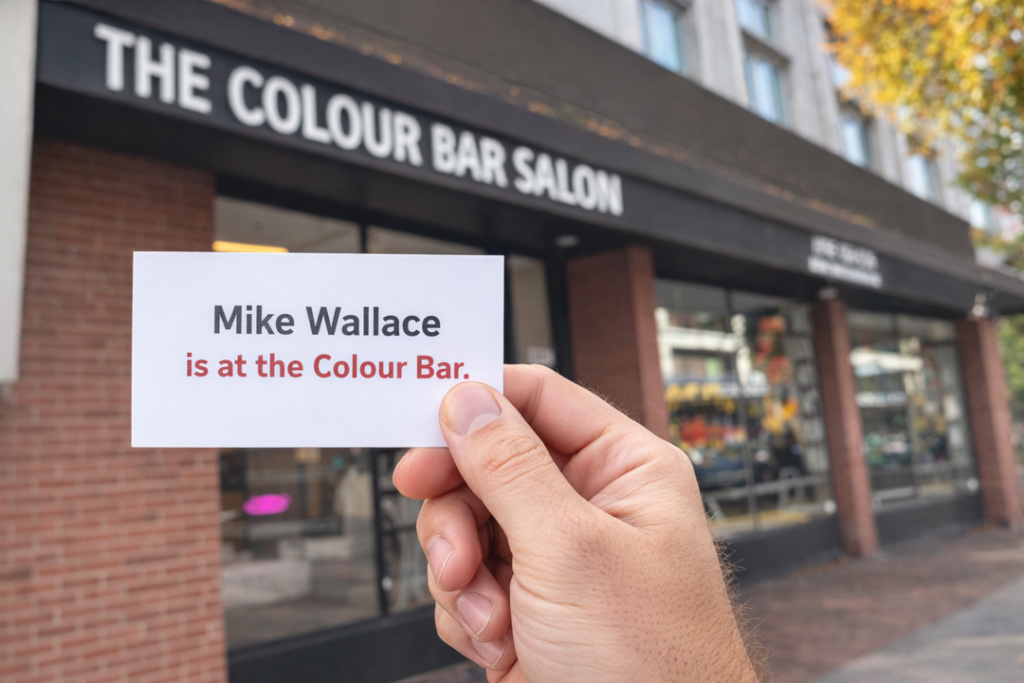 THE COLOUR BAR SALON
Mike Wallace
is at the Colour Bar.